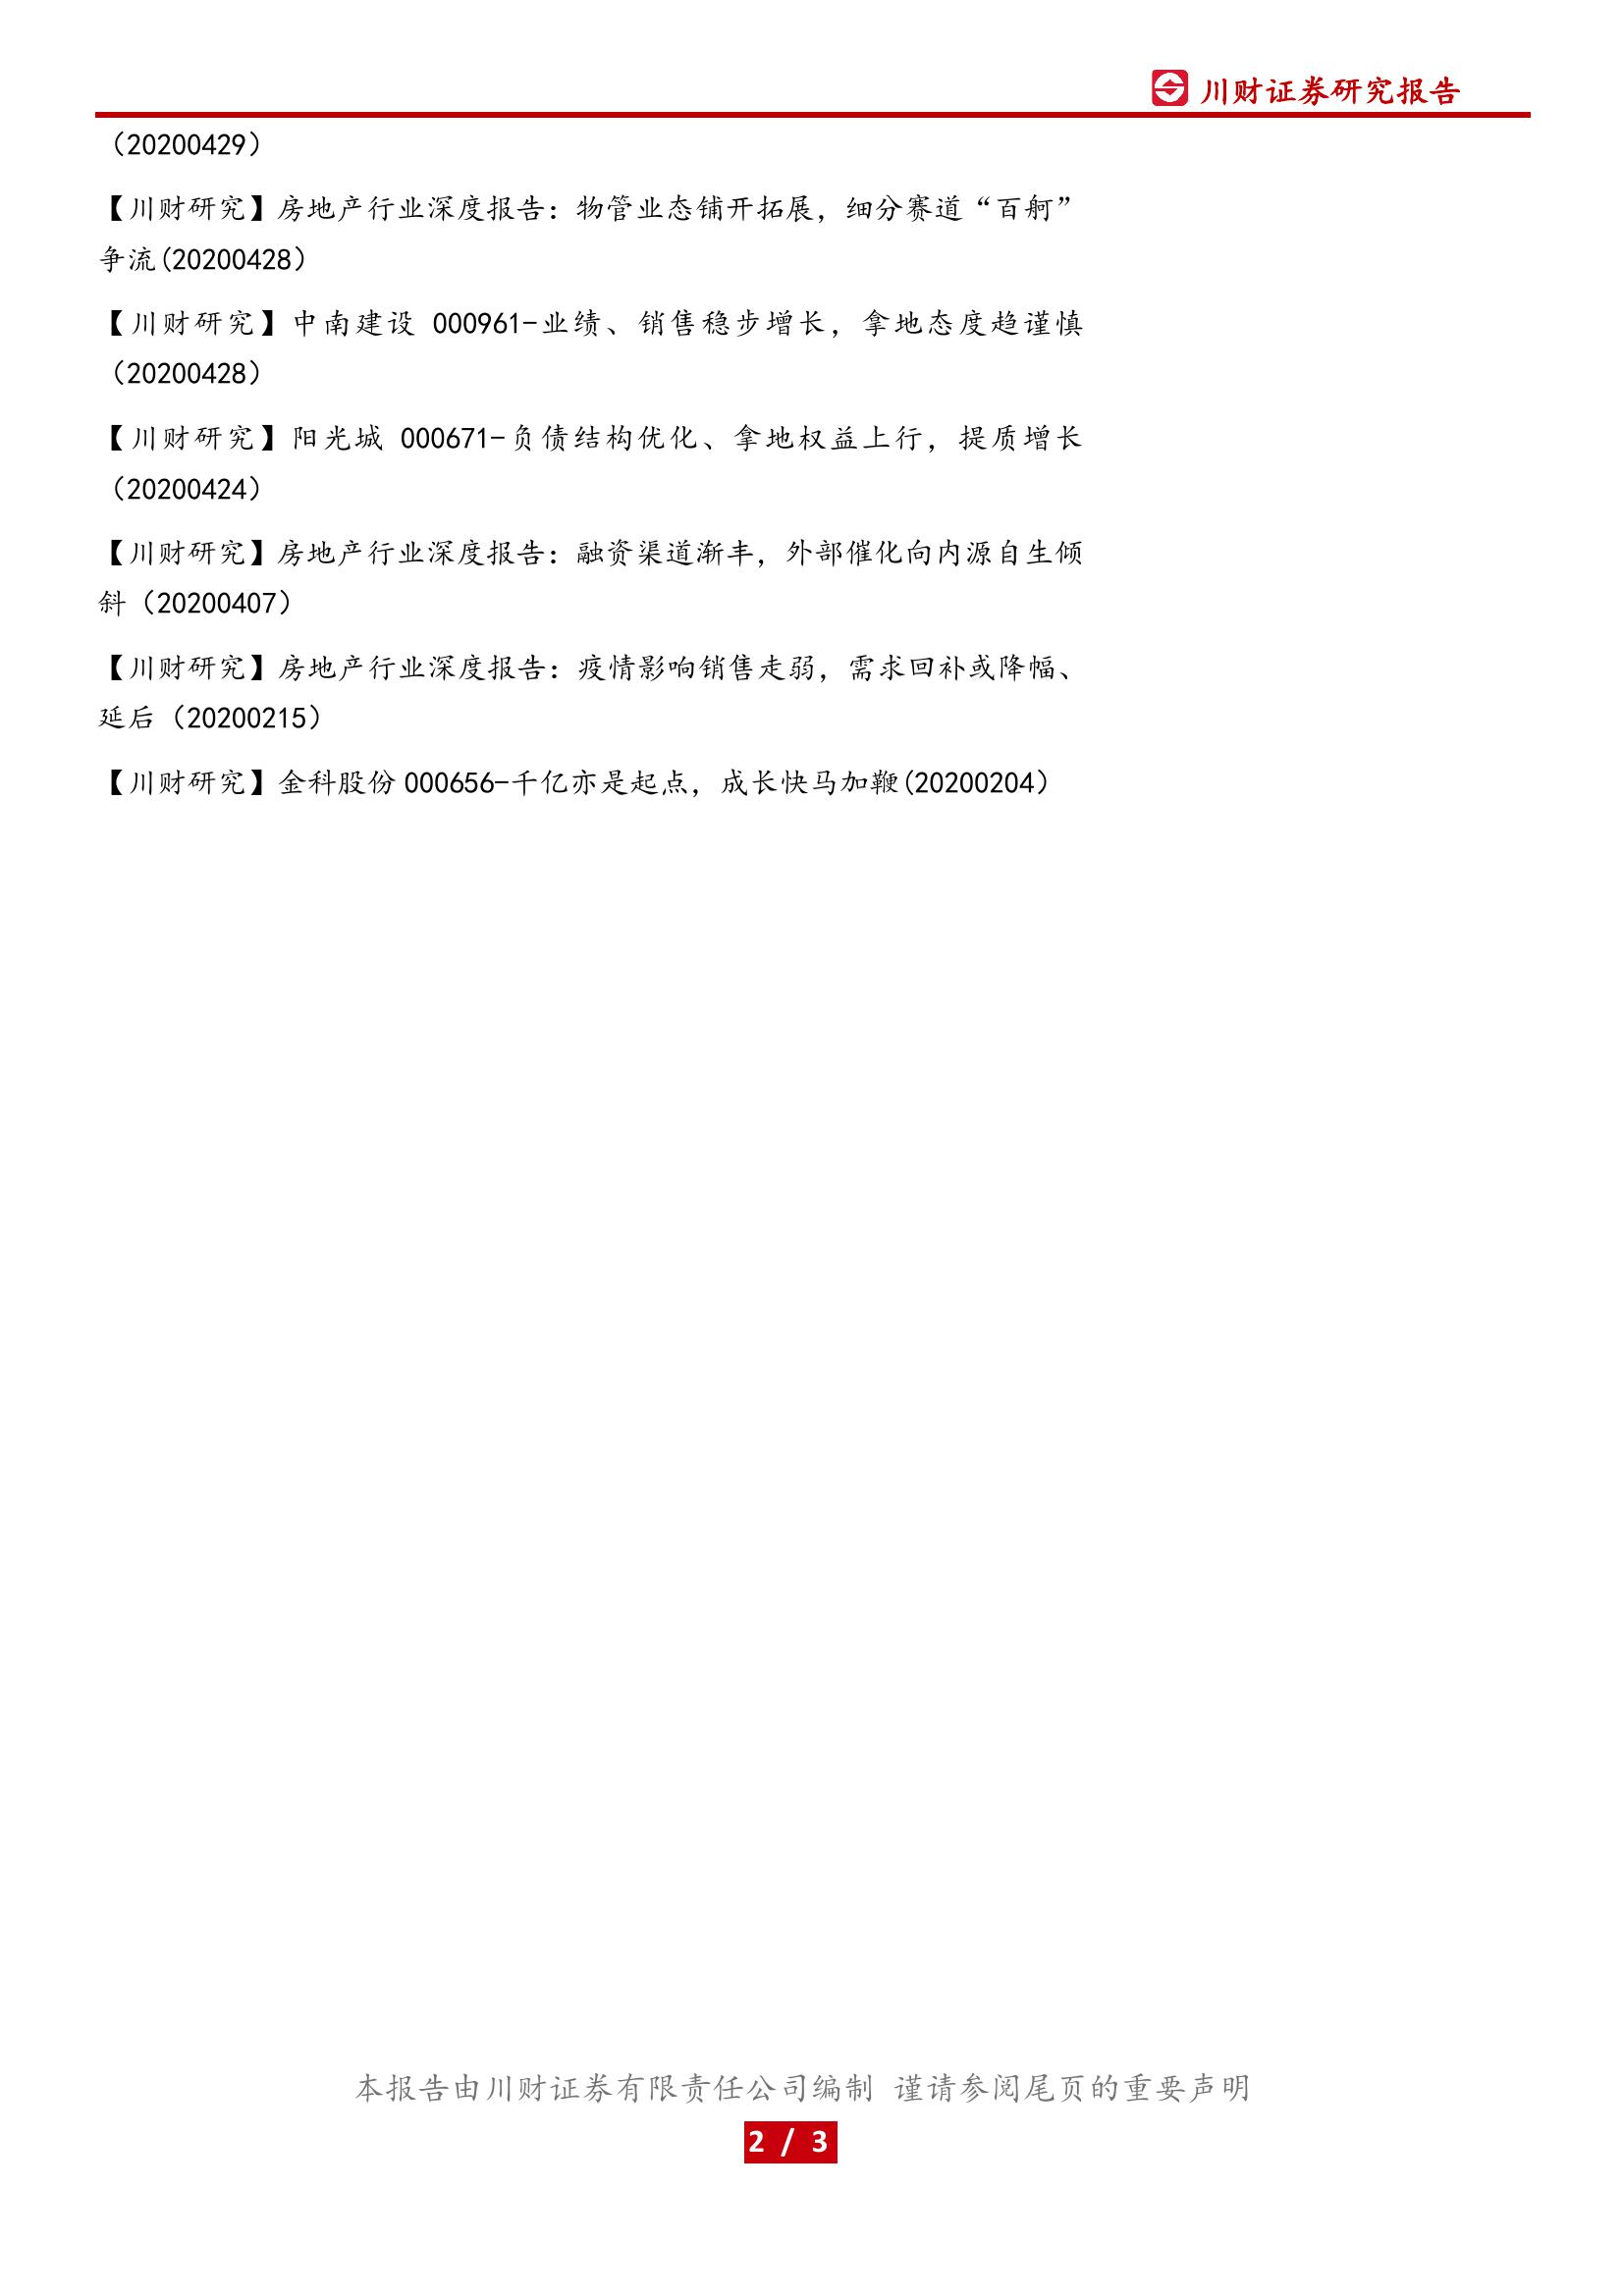 川财证券研究报告
（20200429）
【川财研究】房地产行业深度报告：物管业态铺开拓展，细分赛道“百舸”
争流(20200428）
【川财研究】中南建设 000961-业绩、销售稳步增长，拿地态度趋谨慎
（20200428）
【川财研究】阳光城 000671-负债结构优化、拿地权益上行，提质增长
（20200424）
【川财研究】房地产行业深度报告：融资渠道渐丰，外部催化向内源自生倾
斜（20200407）
【川财研究】房地产行业深度报告：疫情影响销售走弱，需求回补或降幅、
延后（20200215）
【川财研究】金科股份 000656-千亿亦是起点，成长快马加鞭(20200204）
本报告由川财证券有限责任公司编制 谨请参阅尾页的重要声明
2 / 3